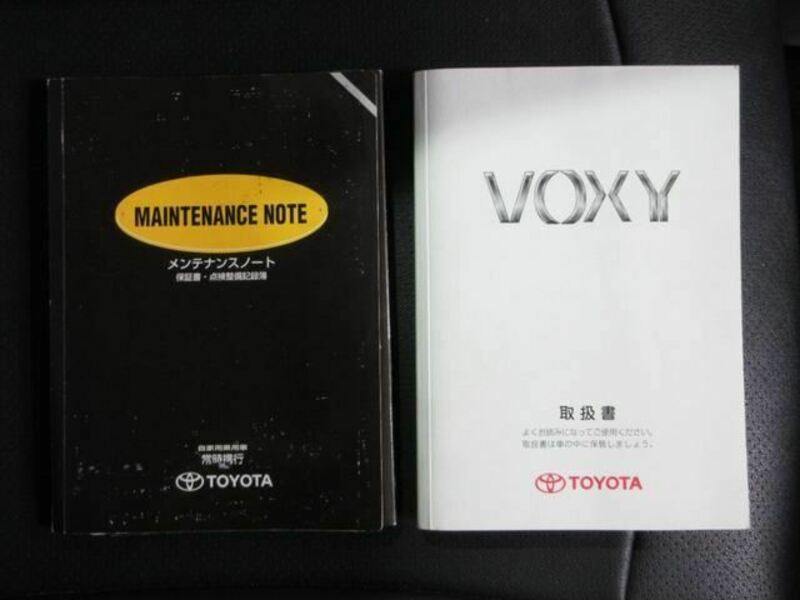 MAINTENANCE NOTE
メンテナンスノート
保証書・点検整備記録簿
自家用乗用車
常時携行
TOYOTA
VOXY
取扱書
よくお読みになってご使用ください。
取扱書は車の中に保管しましょう。
TOYOTA